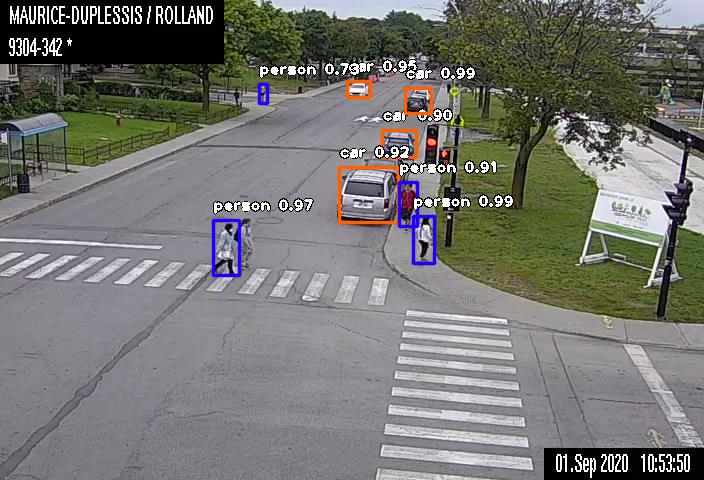 MAURICE-DUPLESSIS / ROLLAND
9304-342 *
person 0.73
car 0.95
car 0.99
car 0.90
car 0.92
person 0.91
person 0.97
person 0.99
01.Sep 2020 10:53:50